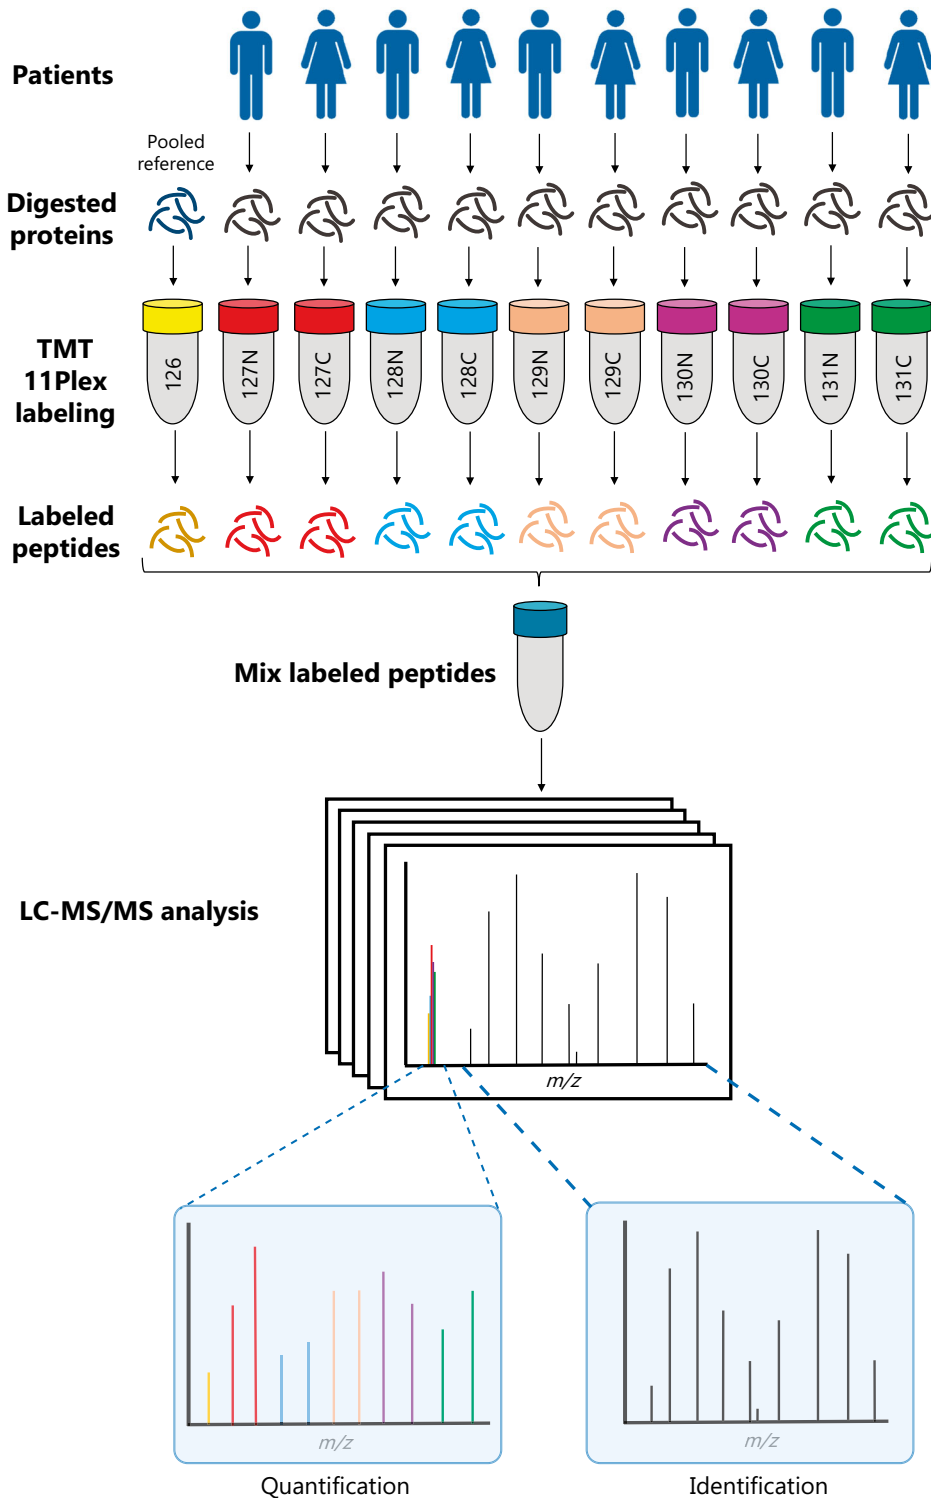 Patients
Pooled
reference
Digested
proteins
TMT
11Plex
labeling
126
127N
127C
128N
128C
129N
129C
130N
130C
131N
131C
Labeled
peptides
Mix labeled peptides
LC-MS/MS analysis
m/z
m/z
m/z
Quantification
Identification